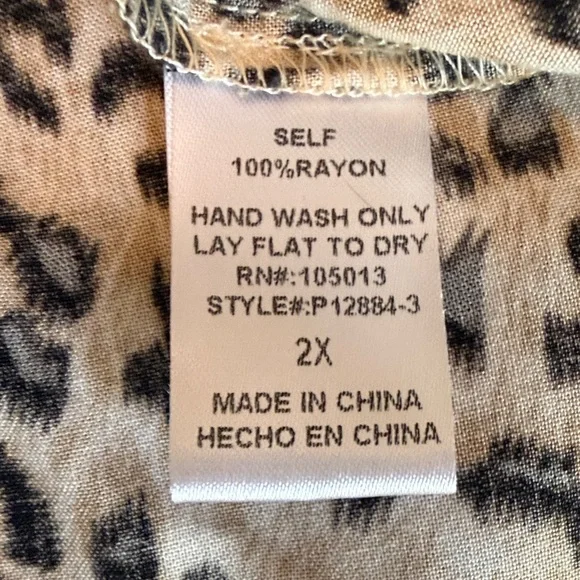 SELF
100%RAYON
HAND WASH ONLY
LAY FLAT TO DRY
RN#:105013
STYLE#:P12884-3
2X
MADE IN CHINA
HECHO EN CHINA